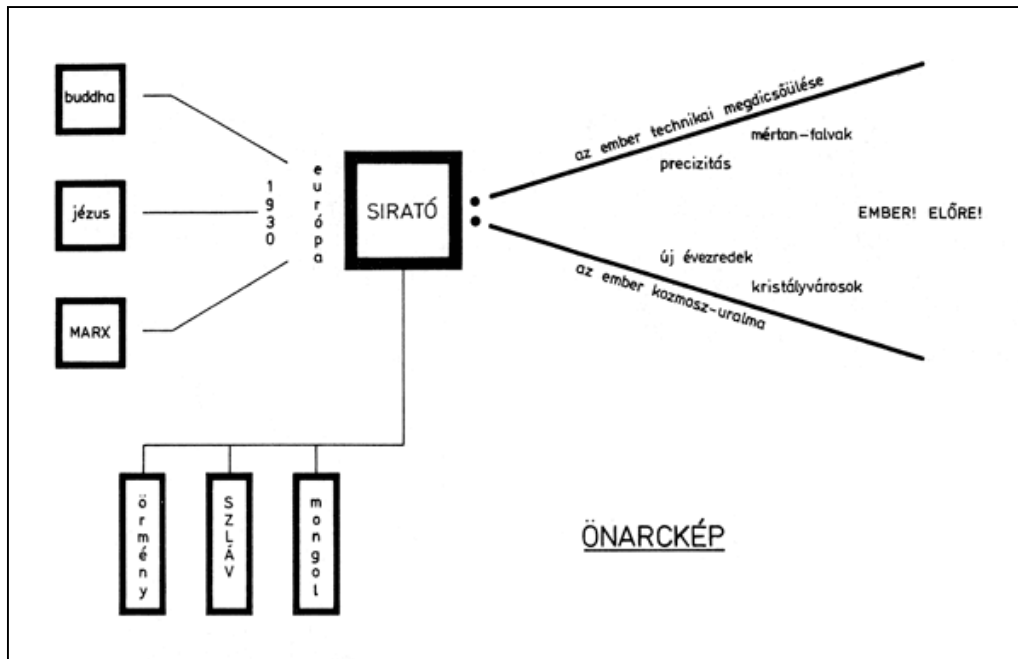 buddha
jézus
MARX
1930
európa
SIRATÓ
:
az ember technikai megdicsőülése
mértan-falvak
precizitás
EMBER! ELŐRE!
új évezredek
kristályvárosok
az ember kozmosz-uralma
örmény
SZLÁV
mongol
ÖNARCKÉP